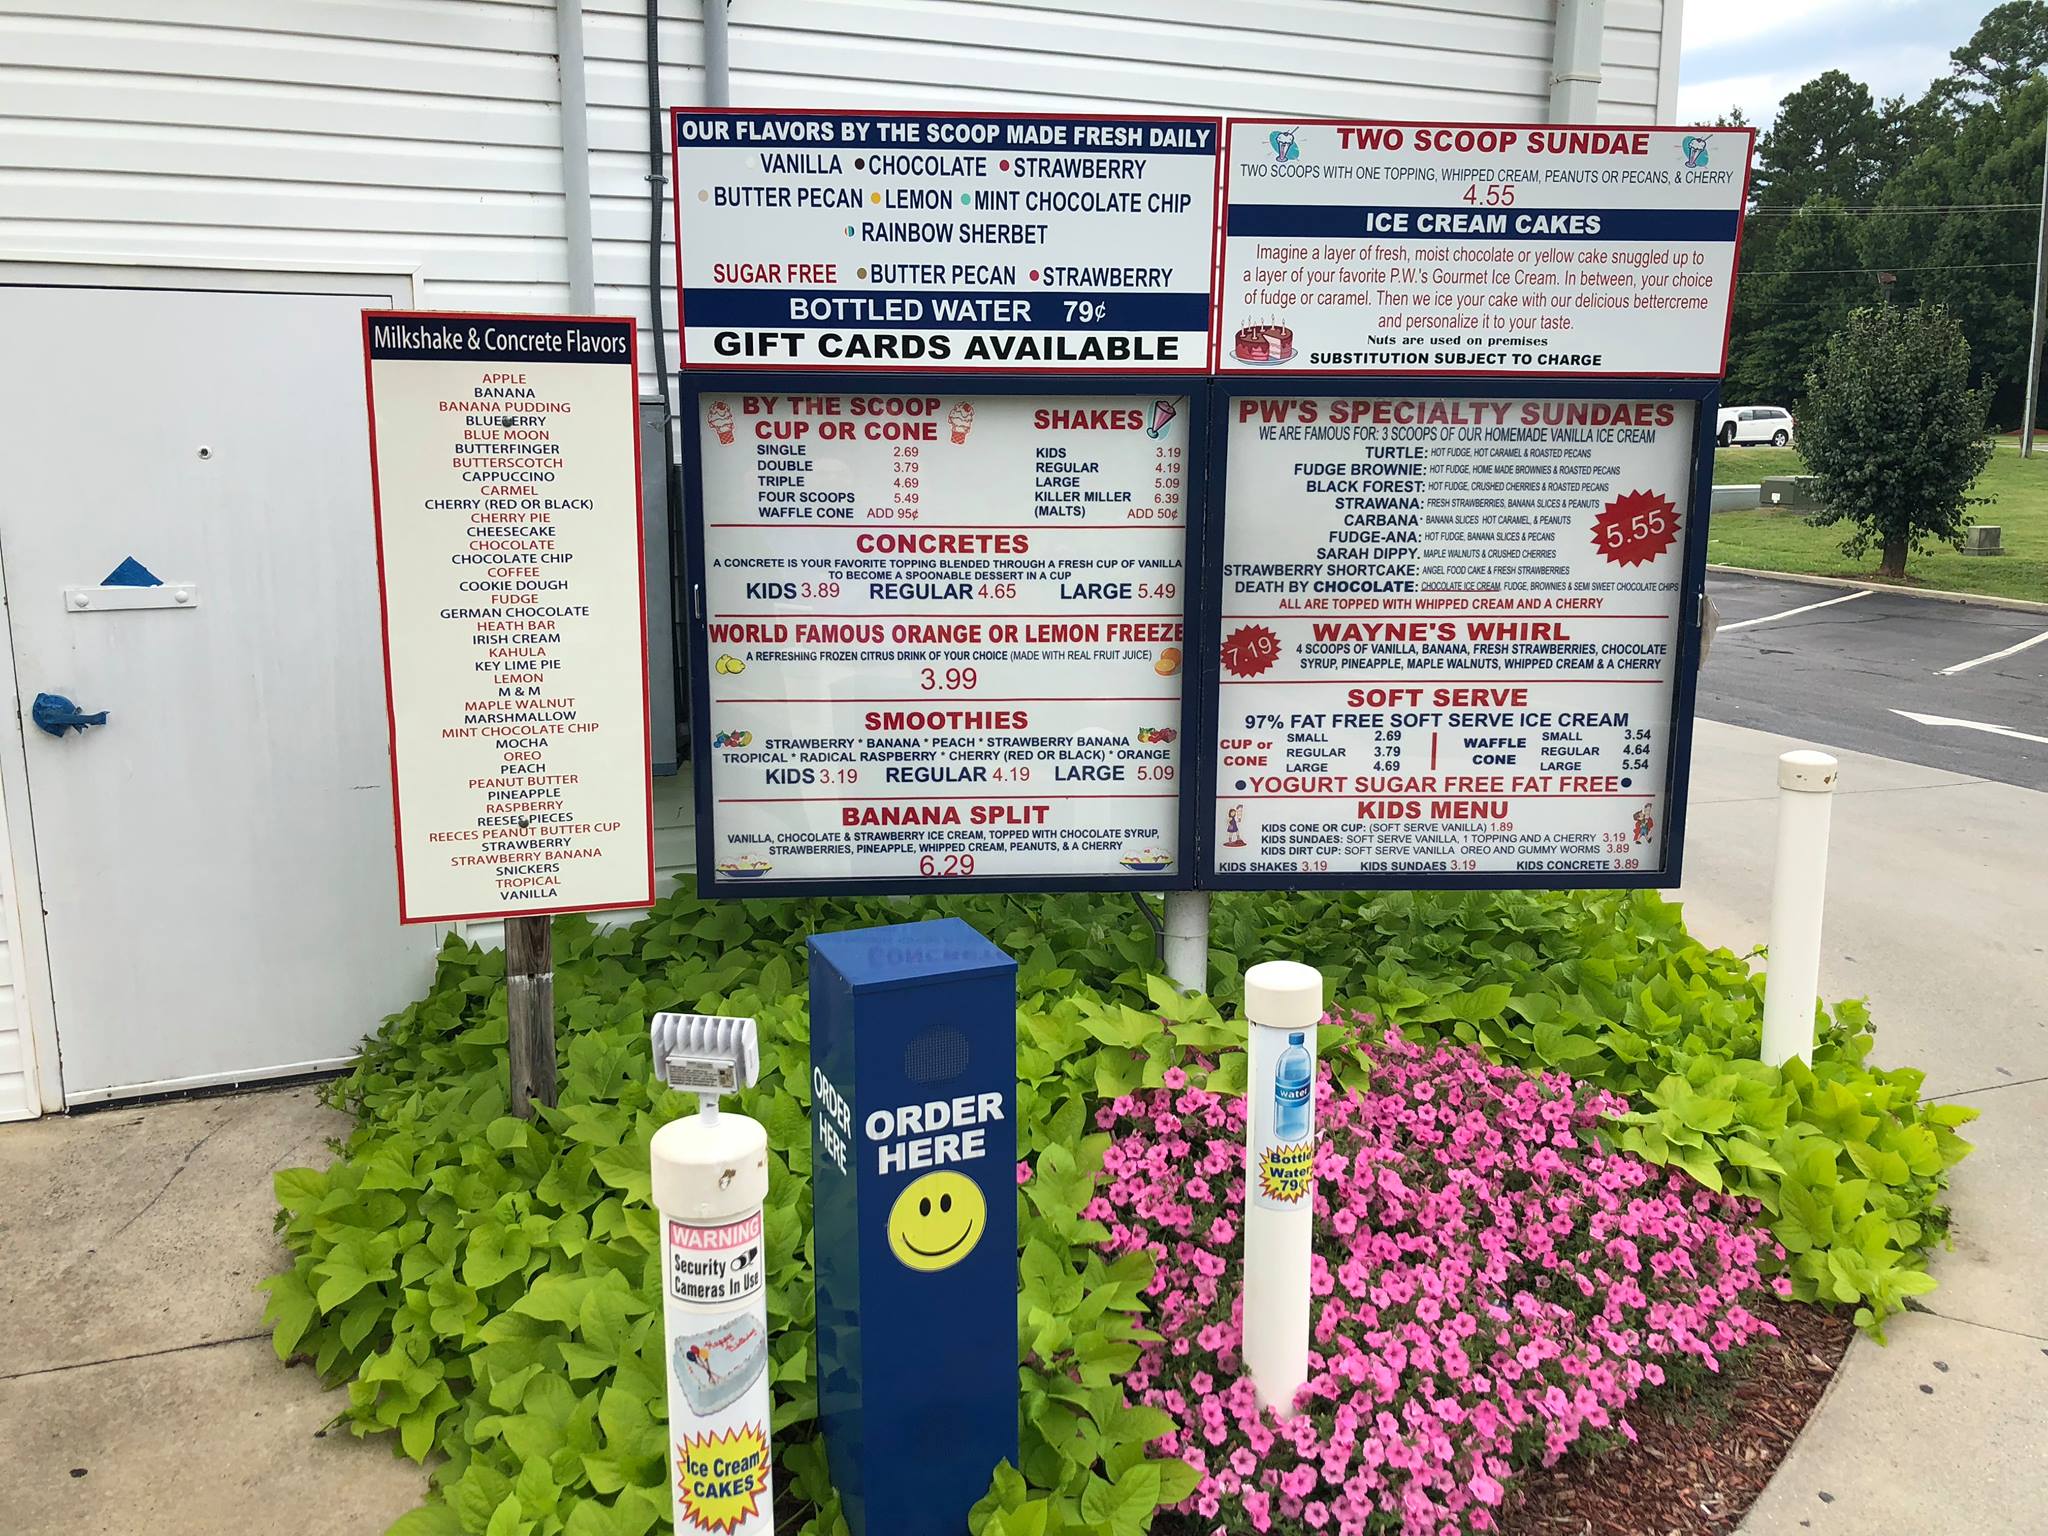 Milkshake & Concrete Flavors
APPLE
BANANA
BANANA PUDDING
BLUEBERRY
BLUE MOON
BUTTERFINGER
BUTTERSCOTCH
CAPPUCCINO
CARMEL
CHERRY (RED OR BLACK)
CHERRY PIE
CHEESECAKE
CHOCOLATE
CHOCOLATE CHIP
COFFEE
COOKIE DOUGH
FUDGE
GERMAN CHOCOLATE
HEATH BAR
IRISH CREAM
KAHULA
KEY LIME PIE
LEMON
M & M
MAPLE WALNUT
MARSHMALLOW
MINT CHOCOLATE CHIP
MOCHA
OREO
PEACH
PEANUT BUTTER
PINEAPPLE
RASPBERRY
REESES PIECES
REECES PEANUT BUTTER CUP
STRAWBERRY
STRAWBERRY BANANA
SNICKERS
TROPICAL
VANILLA
OUR FLAVORS BY THE SCOOP MADE FRESH DAILY
VANILLA • CHOCOLATE • STRAWBERRY
• BUTTER PECAN • LEMON • MINT CHOCOLATE CHIP
• RAINBOW SHERBET
SUGAR FREE • BUTTER PECAN • STRAWBERRY
BOTTLED WATER 79¢
GIFT CARDS AVAILABLE
TWO SCOOP SUNDAE
TWO SCOOPS WITH ONE TOPPING, WHIPPED CREAM, PEANUTS OR PECANS, & CHERRY
4.55
ICE CREAM CAKES
Imagine a layer of fresh, moist chocolate or yellow cake snuggled up to
a layer of your favorite P.W.'s Gourmet Ice Cream. In between, your choice
of fudge or caramel. Then we ice your cake with our delicious bettercreme
and personalize it to your taste.
Nuts are used on premises
SUBSTITUTION SUBJECT TO CHARGE
BY THE SCOOP
CUP OR CONE
SINGLE 2.69
DOUBLE 3.79
TRIPLE 4.69
FOUR SCOOPS 5.49
WAFFLE CONE ADD 95¢
SHAKES
KIDS 3.19
REGULAR 4.19
LARGE 5.09
KILLER MILLER 6.39
(MALTS) ADD 50¢
CONCRETES
A CONCRETE IS YOUR FAVORITE TOPPING BLENDED THROUGH A FRESH CUP OF VANILLA
TO BECOME A SPOONABLE DESSERT IN A CUP
KIDS 3.89 REGULAR 4.65 LARGE 5.49
WORLD FAMOUS ORANGE OR LEMON FREEZE
A REFRESHING FROZEN CITRUS DRINK OF YOUR CHOICE (MADE WITH REAL FRUIT JUICE)
3.99
SMOOTHIES
STRAWBERRY * BANANA * PEACH * STRAWBERRY BANANA
TROPICAL * RADICAL RASPBERRY * CHERRY (RED OR BLACK) * ORANGE
KIDS 3.19 REGULAR 4.19 LARGE 5.09
BANANA SPLIT
VANILLA, CHOCOLATE & STRAWBERRY ICE CREAM, TOPPED WITH CHOCOLATE SYRUP,
STRAWBERRIES, PINEAPPLE, WHIPPED CREAM, PEANUTS, & A CHERRY
6.29
PW'S SPECIALTY SUNDAES
WE ARE FAMOUS FOR: 3 SCOOPS OF OUR HOMEMADE VANILLA ICE CREAM
TURTLE: HOT FUDGE, HOT CARAMEL & ROASTED PECANS
FUDGE BROWNIE: HOT FUDGE, HOME MADE BROWNIES & ROASTED PECANS
BLACK FOREST: HOT FUDGE, CRUSHED CHERRIES & ROASTED PECANS
STRAWANA: FRESH STRAWBERRIES, BANANA SLICES & PEANUTS
CARBANA: BANANA SLICES HOT CARAMEL, & PEANUTS
FUDGE-ANA: HOT FUDGE, BANANA SLICES & PECANS
SARAH DIPPY. MAPLE WALNUTS & CRUSHED CHERRIES
STRAWBERRY SHORTCAKE: ANGEL FOOD CAKE & FRESH STRAWBERRIES
DEATH BY CHOCOLATE: CHOCOLATE ICE CREAM, FUDGE, BROWNIES & SEMI SWEET CHOCOLATE CHIPS
5.55
ALL ARE TOPPED WITH WHIPPED CREAM AND A CHERRY
7.19
WAYNE'S WHIRL
4 SCOOPS OF VANILLA, BANANA, FRESH STRAWBERRIES, CHOCOLATE
SYRUP, PINEAPPLE, MAPLE WALNUTS, WHIPPED CREAM & A CHERRY
SOFT SERVE
97% FAT FREE SOFT SERVE ICE CREAM
CUP or
CONE
SMALL 2.69
REGULAR 3.79
LARGE 4.69
WAFFLE
CONE
SMALL 3.54
REGULAR 4.64
LARGE 5.54
•YOGURT SUGAR FREE FAT FREE•
KIDS MENU
KIDS CONE OR CUP: (SOFT SERVE VANILLA) 1.89
KIDS SUNDAES: SOFT SERVE VANILLA, 1 TOPPING AND A CHERRY 3.19
KIDS DIRT CUP: SOFT SERVE VANILLA OREO AND GUMMY WORMS 3.89
KIDS SHAKES 3.19 KIDS SUNDAES 3.19 KIDS CONCRETE 3.89
ORDER
HERE
ORDER
HERE
WARNING
Security
Cameras In Use
Happy Birthday
Ice Cream
CAKES
water
Bottle
Water
.79¢